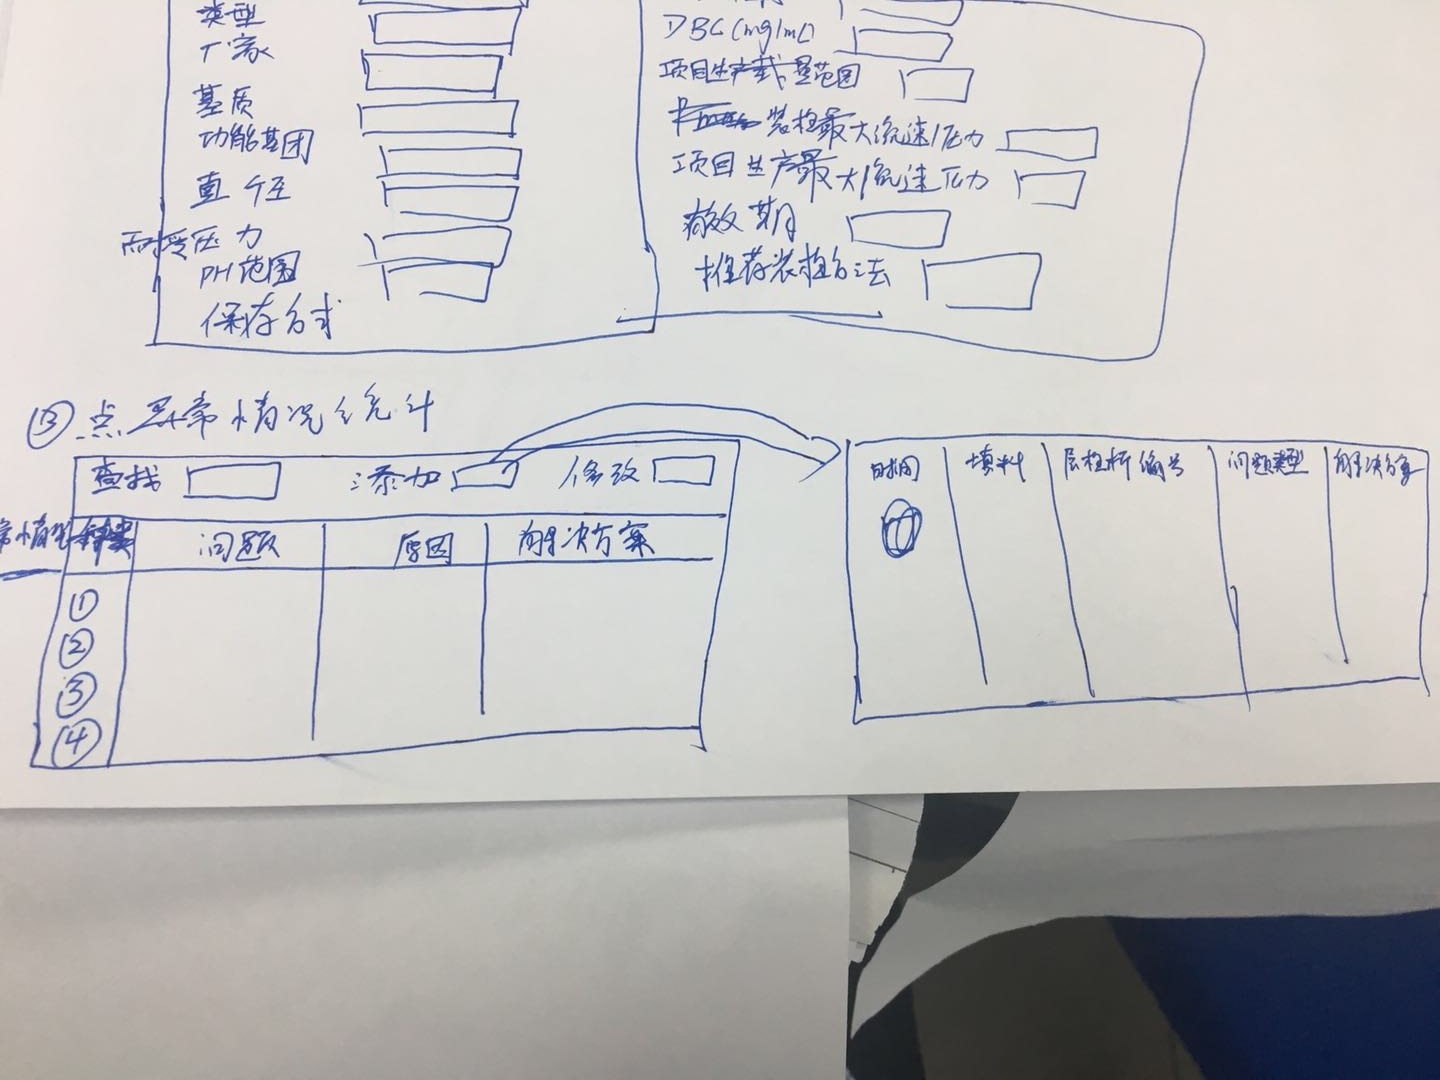 类型
厂家
基质
功能基团
直径
耐受压力
PH范围
保存方式
DBC(mg/mL)
项目生产载量范围
装柱最大流速/压力
项目生产最大流速压力
有效期
推荐装柱方法
③ 点异常情况统计
查找 添加 修改
问题 原因 解决方案
①
②
③
④
时间 填料 层柱析编号 问题类型 解决方案